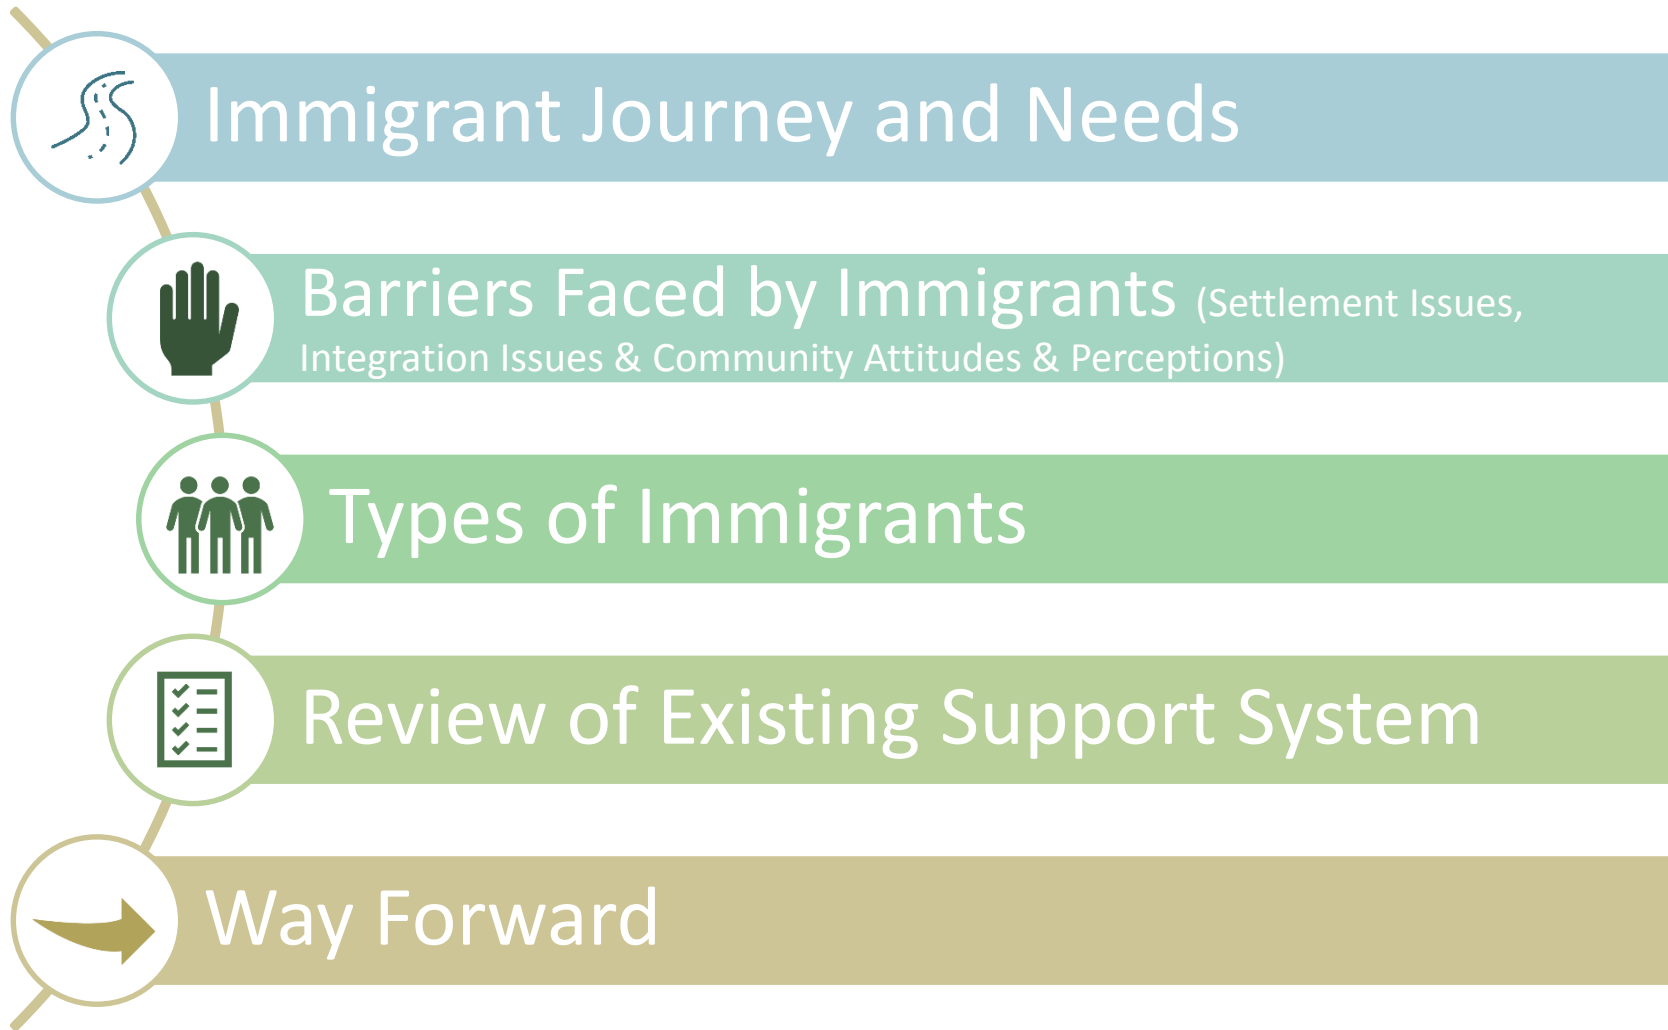 Immigrant Journey and Needs
Barriers Faced by Immigrants (Settlement Issues,
Integration Issues & Community Attitudes & Perceptions)
Types of Immigrants
Review of Existing Support System
Way Forward